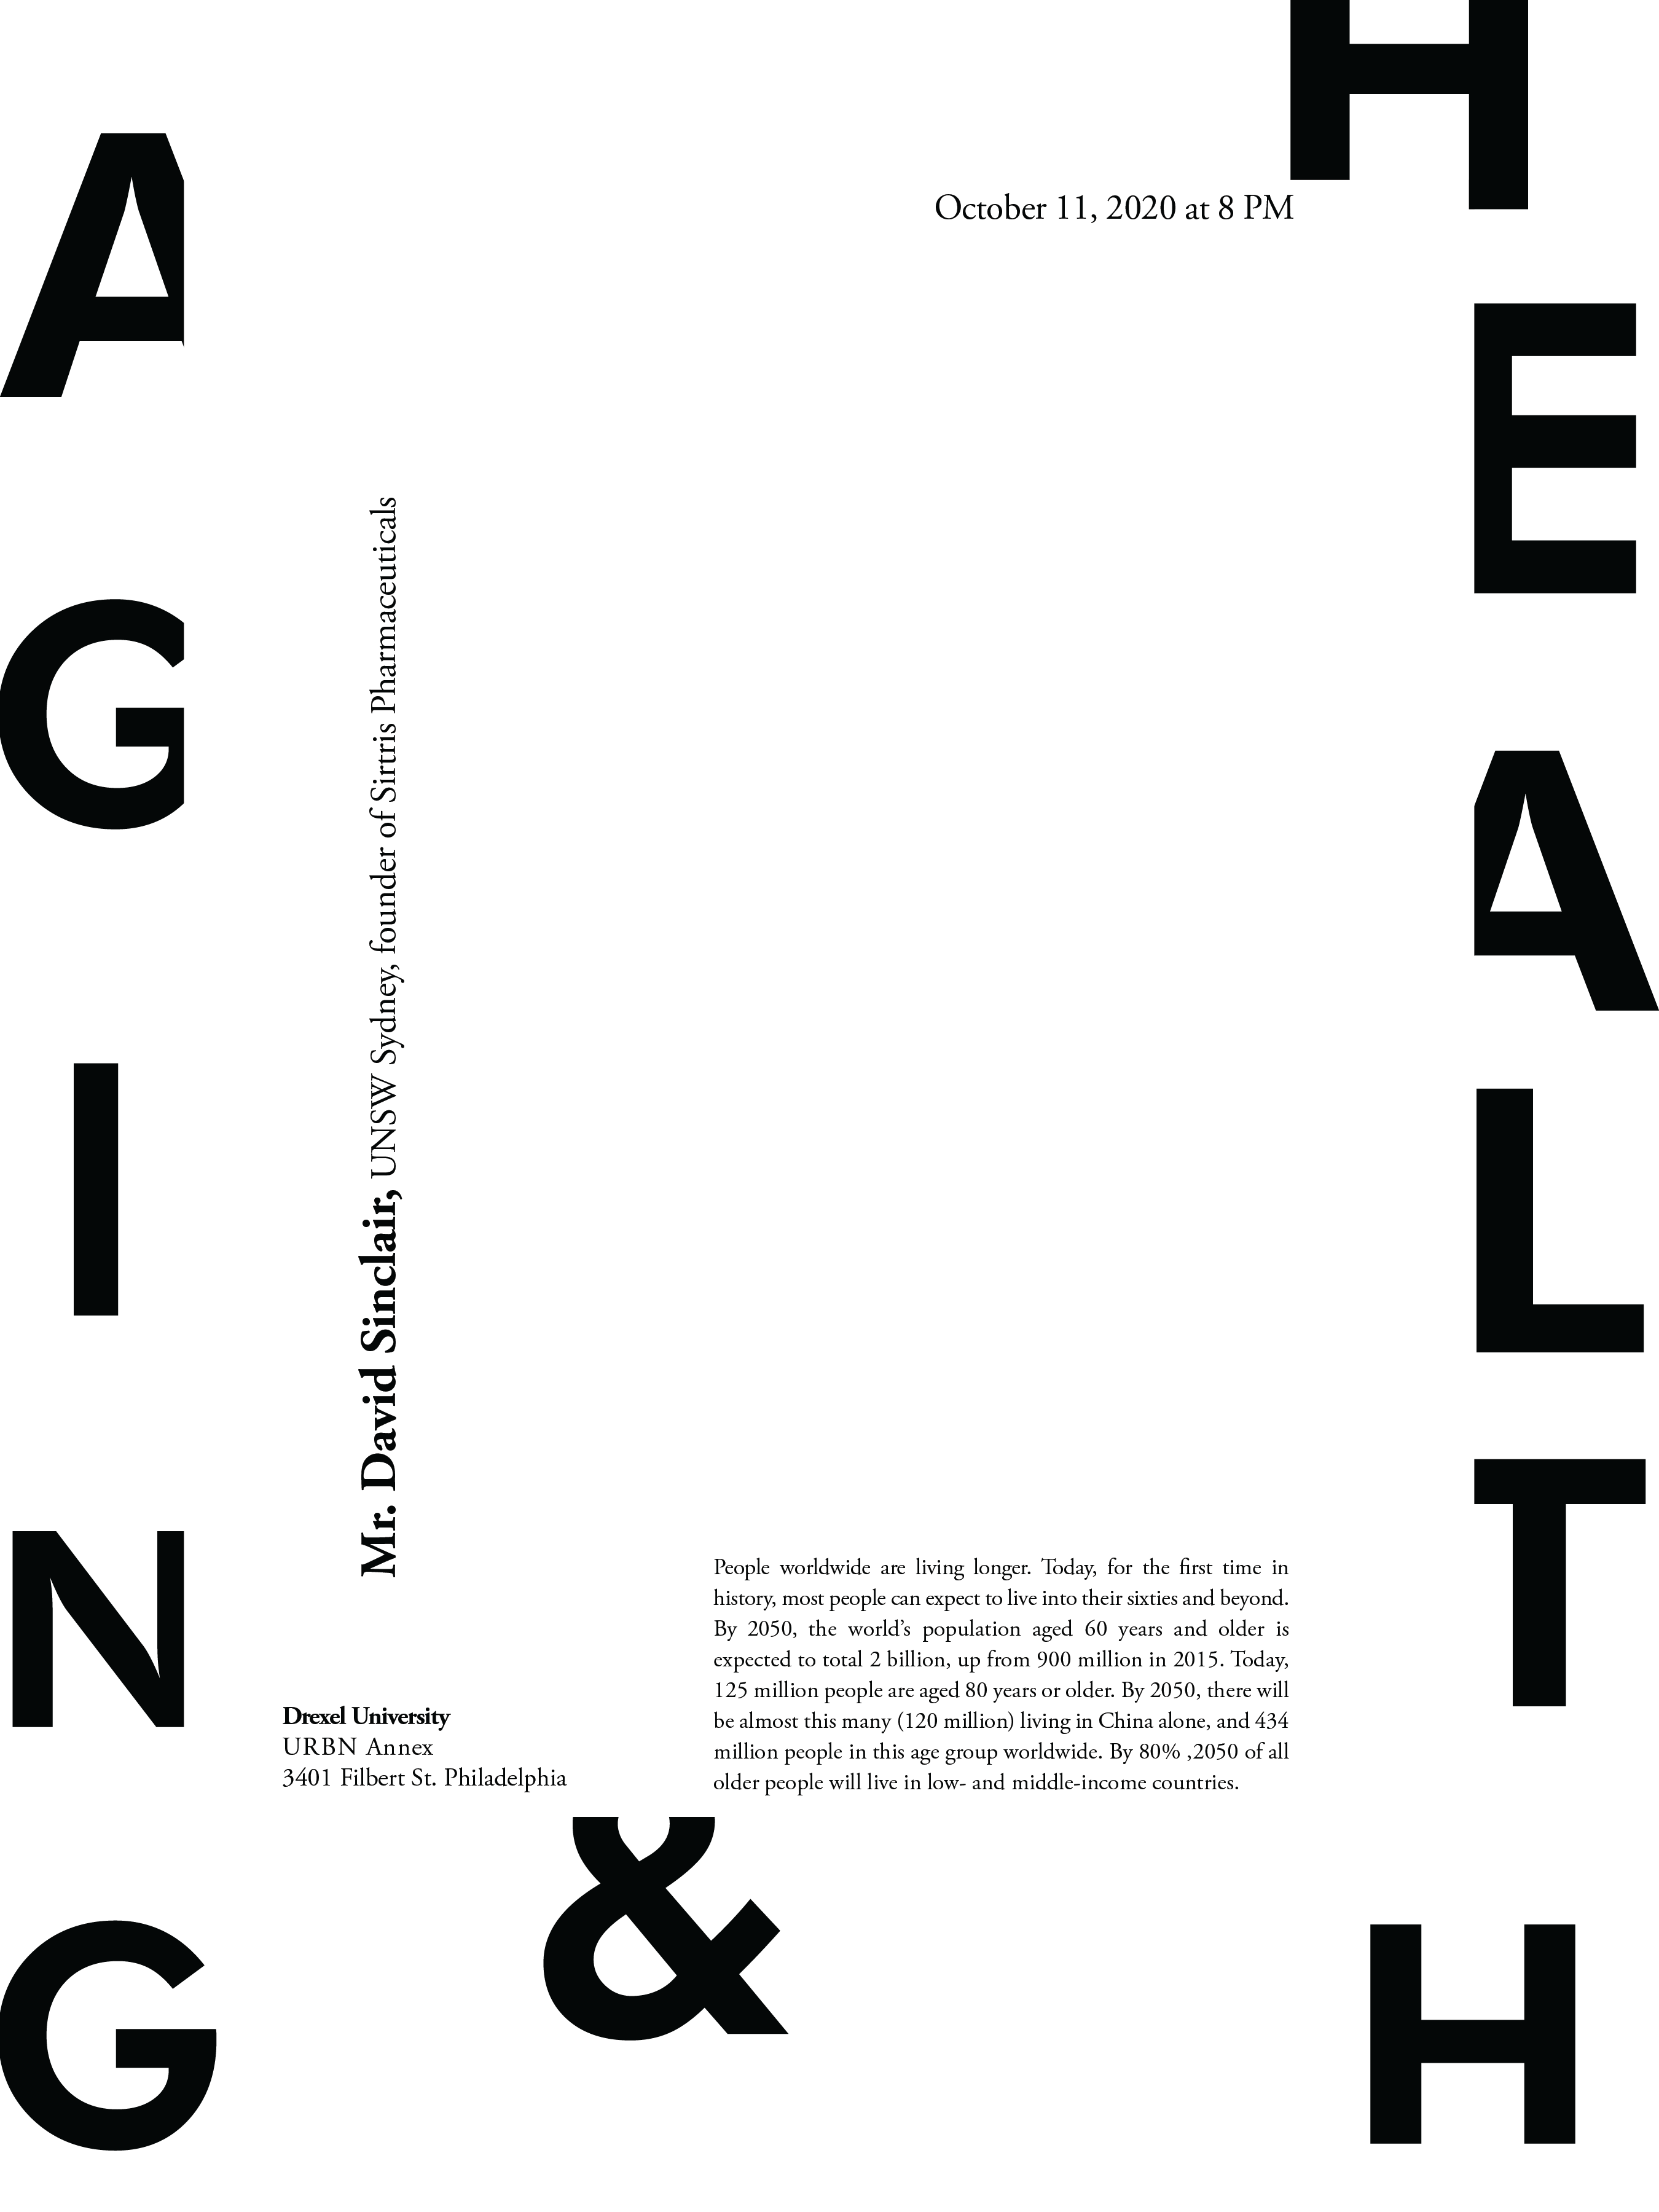 AGING
&
HEALTH
October 11, 2020 at 8 PM
Mr. David Sinclair, UNSW Sydney, founder of Sirtris Pharmaceuticals
People worldwide are living longer. Today, for the first time in
history, most people can expect to live into their sixties and beyond.
By 2050, the world’s population aged 60 years and older is
expected to total 2 billion, up from 900 million in 2015. Today,
125 million people are aged 80 years or older. By 2050, there will
be almost this many (120 million) living in China alone, and 434
million people in this age group worldwide. By 80% ,2050 of all
older people will live in low- and middle-income countries.
Drexel University
URBN Annex
3401 Filbert St. Philadelphia